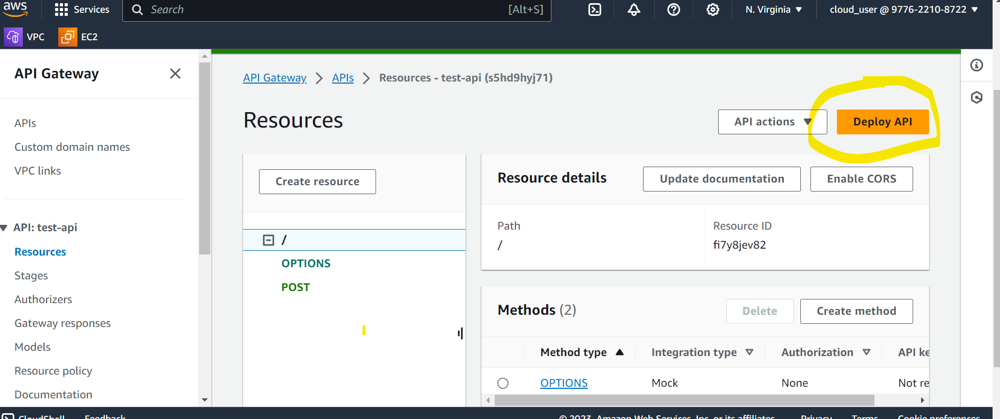 aws Services Search [Alt+S] N. Virginia cloud_user @ 9776-2210-8722
VPC EC2
API Gateway
APIs
Custom domain names
VPC links
API: test-api
Resources
Stages
Authorizers
Gateway responses
Models
Resource policy
Documentation
API Gateway APIs Resources - test-api (s5hd9hyj71)
Resources
API actions Deploy API
Create resource
/
OPTIONS
POST
Resource details Update documentation Enable CORS
Path Resource ID
/ fi7y8jev82
Methods (2) Delete Create method
Method type Integration type Authorization API ke
OPTIONS Mock None Not re
CloudShell Feedback © 2023, Amazon Web Services, Inc. or its affiliates. Privacy Terms Cookie preferences